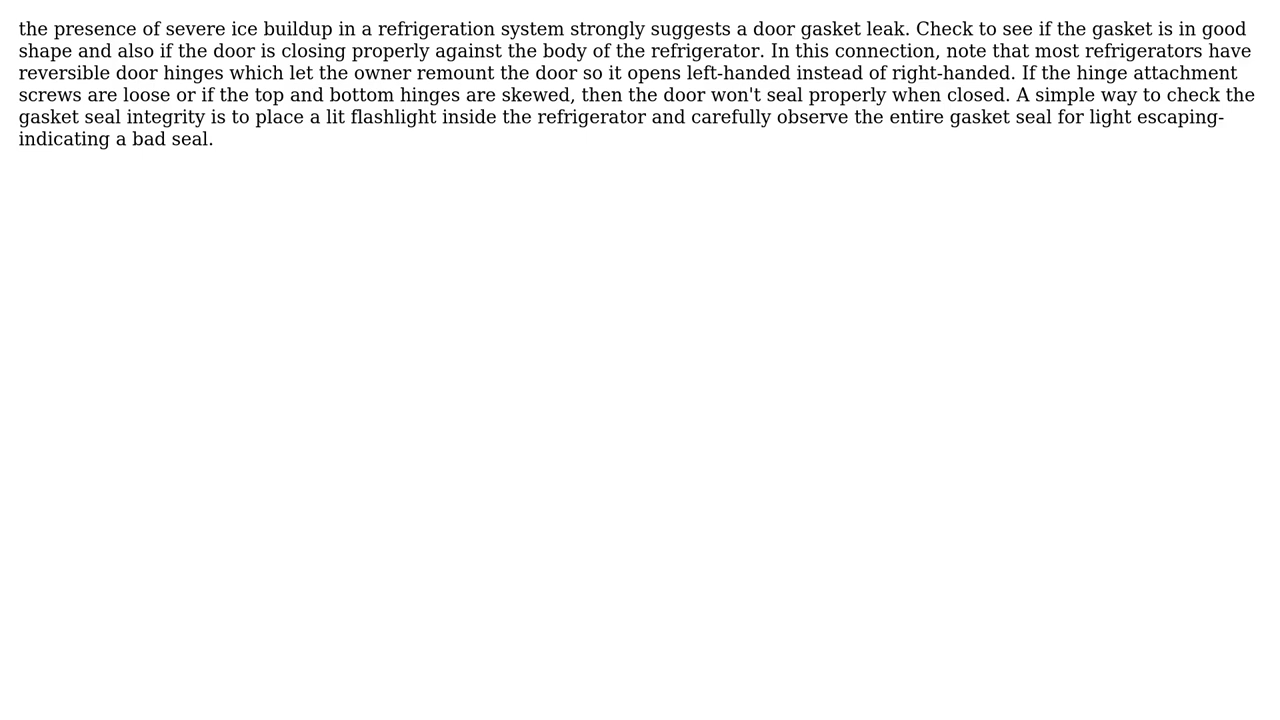 the presence of severe ice buildup in a refrigeration system strongly suggests a door gasket leak. Check to see if the gasket is in good
shape and also if the door is closing properly against the body of the refrigerator. In this connection, note that most refrigerators have
reversible door hinges which let the owner remount the door so it opens left-handed instead of right-handed. If the hinge attachment
screws are loose or if the top and bottom hinges are skewed, then the door won't seal properly when closed. A simple way to check the
gasket seal integrity is to place a lit flashlight inside the refrigerator and carefully observe the entire gasket seal for light escaping-
indicating a bad seal.